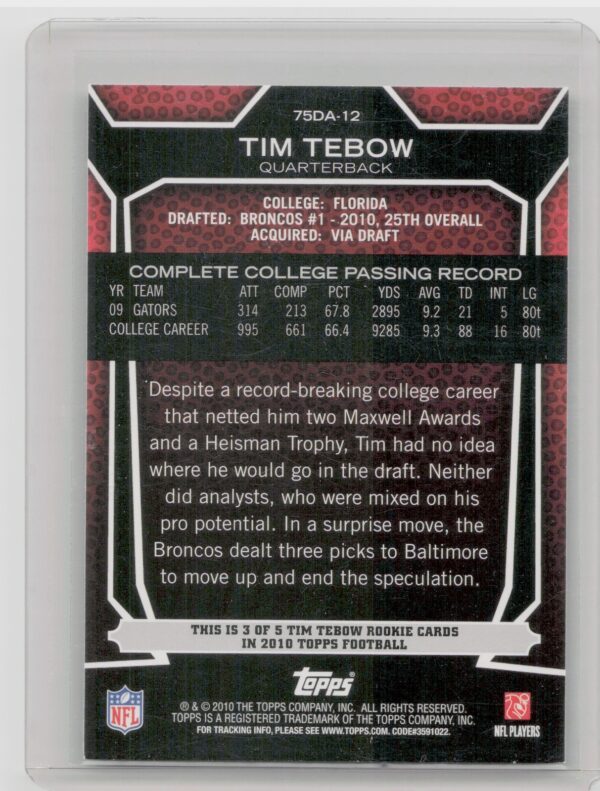 75DA-12
TIM TEBOW
QUARTERBACK
COLLEGE: FLORIDA
DRAFTED: BRONCOS #1 - 2010, 25TH OVERALL
ACQUIRED: VIA DRAFT
COMPLETE COLLEGE PASSING RECORD
YR TEAM ATT COMP PCT YDS AVG TD INT LG
09 GATORS 314 213 67.8 2895 9.2 21 5 80t
COLLEGE CAREER 995 661 66.4 9285 9.3 88 16 80t
Despite a record-breaking college career
that netted him two Maxwell Awards
and a Heisman Trophy, Tim had no idea
where he would go in the draft. Neither
did analysts, who were mixed on his
pro potential. In a surprise move, the
Broncos dealt three picks to Baltimore
to move up and end the speculation.
THIS IS 3 OF 5 TIM TEBOW ROOKIE CARDS
IN 2010 TOPPS FOOTBALL
Topps
NFL
® & © 2010 THE TOPPS COMPANY, INC. ALL RIGHTS RESERVED.
TOPPS IS A REGISTERED TRADEMARK OF THE TOPPS COMPANY, INC.
FOR TRACKING INFO, PLEASE SEE WWW.TOPPS.COM. CODE#3591022.
NFL PLAYERS